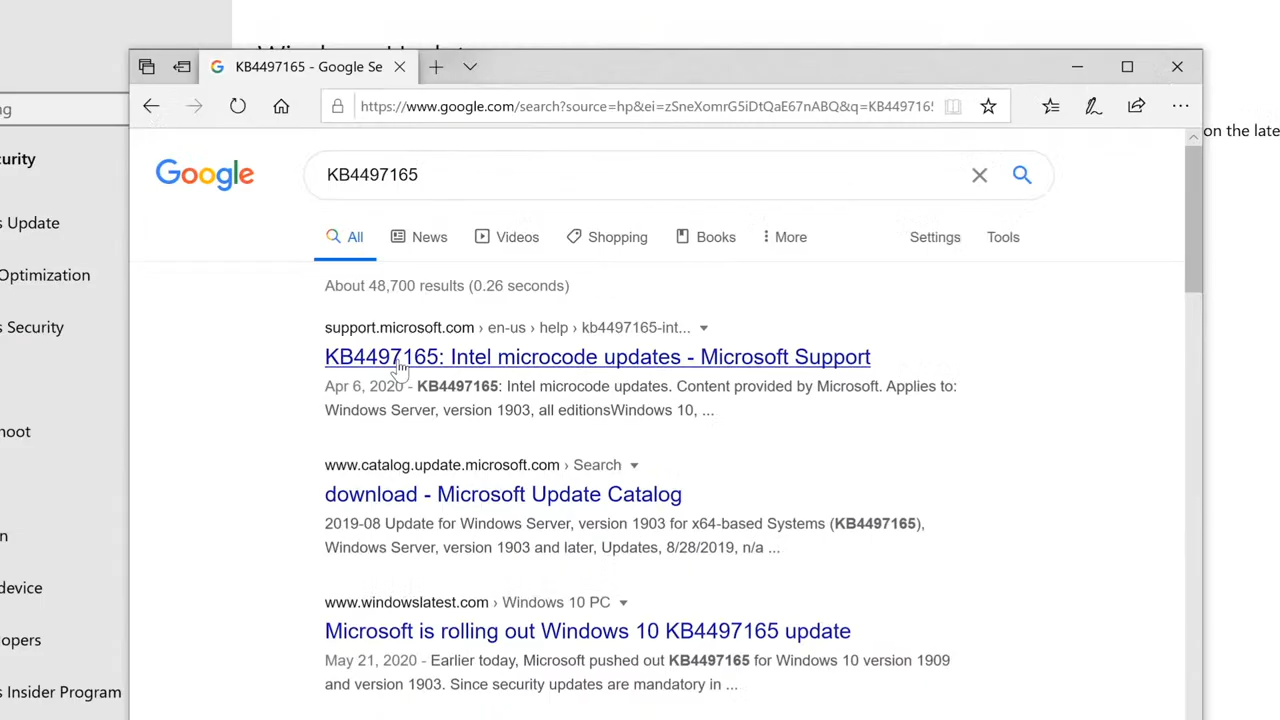 ng
curity
s Update
Optimization
s Security
hoot
n
device
opers
s Insider Program
on the late
KB4497165 - Google Se
https://www.google.com/search?source=hp&ei=zSneXomrG5iDtQaE67nABQ&q=KB449716
Google
KB4497165
All
News
Videos
Shopping
Books
More
Settings
Tools
About 48,700 results (0.26 seconds)
support.microsoft.com › en-us › help › kb4497165-int...
KB4497165: Intel microcode updates - Microsoft Support
Apr 6, 2020 - KB4497165: Intel microcode updates. Content provided by Microsoft. Applies to:
Windows Server, version 1903, all editionsWindows 10, ...
www.catalog.update.microsoft.com › Search
download - Microsoft Update Catalog
2019-08 Update for Windows Server, version 1903 for x64-based Systems (KB4497165),
Windows Server, version 1903 and later, Updates, 8/28/2019, n/a ...
www.windowslatest.com › Windows 10 PC
Microsoft is rolling out Windows 10 KB4497165 update
May 21, 2020 - Earlier today, Microsoft pushed out KB4497165 for Windows 10 version 1909
and version 1903. Since security updates are mandatory in ...